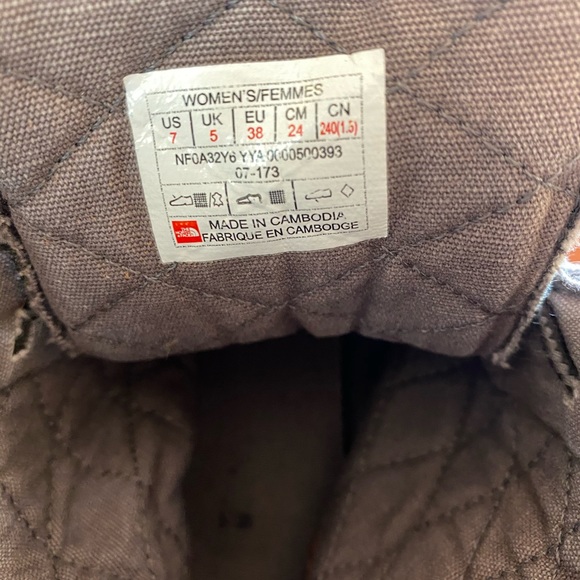 WOMEN'S/FEMMES
US UK EU CM CN
7 5 38 24 240(1.5)
NF0A32Y6 YYA 0000500393
07-173
MADE IN CAMBODIA
FABRIQUE EN CAMBODGE